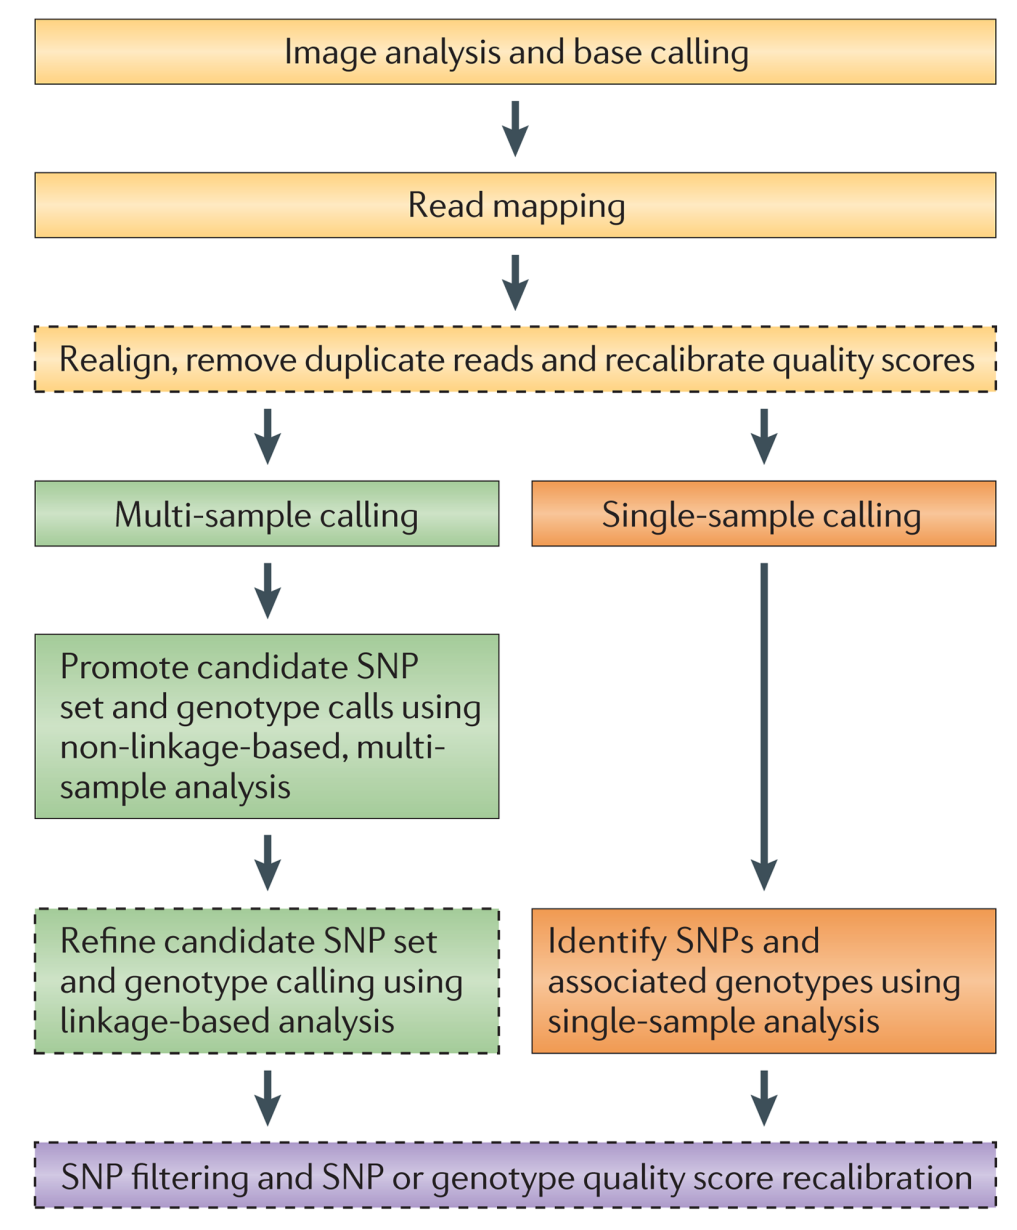 Image analysis and base calling
Read mapping
Realign, remove duplicate reads and recalibrate quality scores
Multi-sample calling
Single-sample calling
Promote candidate SNP
set and genotype calls using
non-linkage-based, multi-
sample analysis
Refine candidate SNP set
and genotype calling using
linkage-based analysis
Identify SNPs and
associated genotypes using
single-sample analysis
SNP filtering and SNP or genotype quality score recalibration